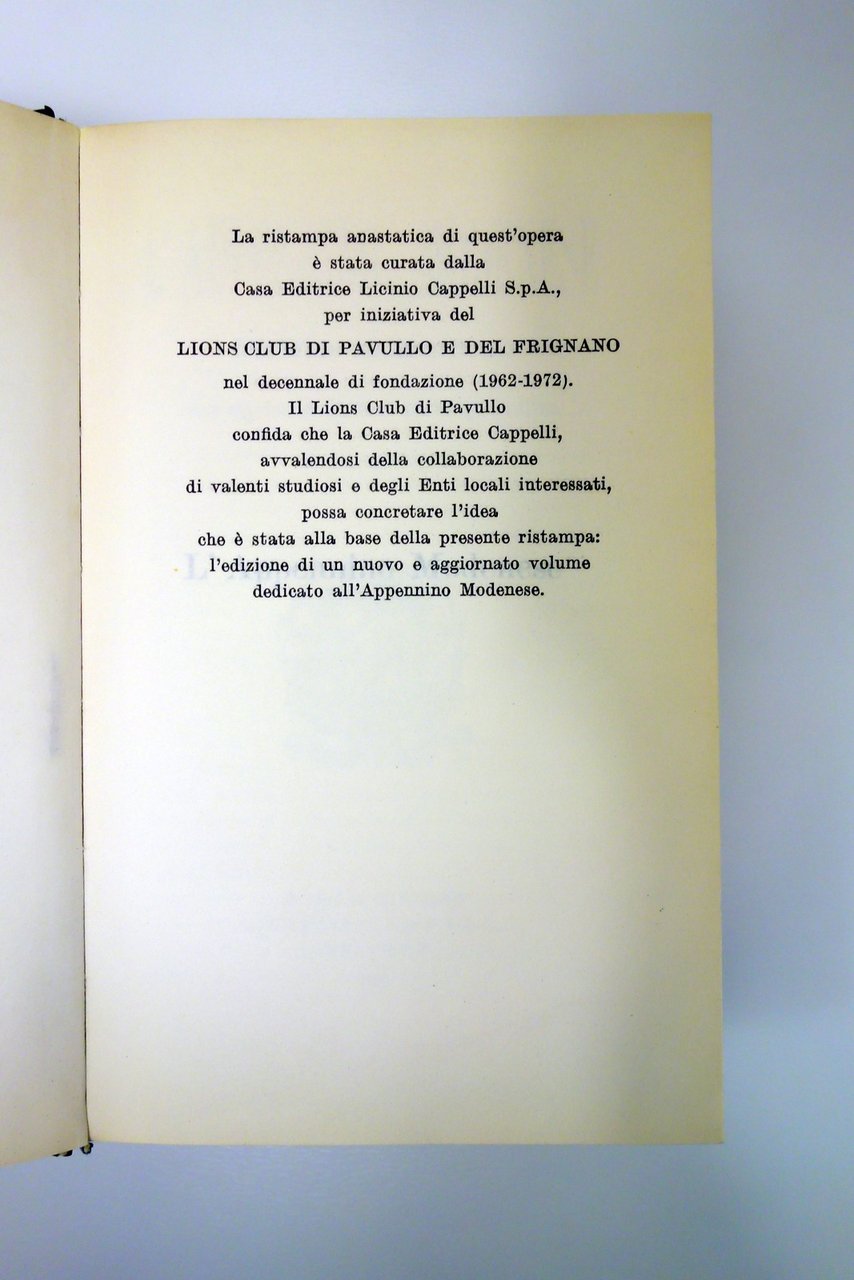 La ristampa anastatica di quest'opera
è stata curata dalla
Casa Editrice Licinio Cappelli S.p.A.,
per iniziativa del
LIONS CLUB DI PAVULLO E DEL FRIGNANO
nel decennale di fondazione (1962-1972).
Il Lions Club di Pavullo
confida che la Casa Editrice Cappelli,
avvalendosi della collaborazione
di valenti studiosi e degli Enti locali interessati,
possa concretare l'idea
che è stata alla base della presente ristampa:
l'edizione di un nuovo e aggiornato volume
dedicato all'Appennino Modenese.